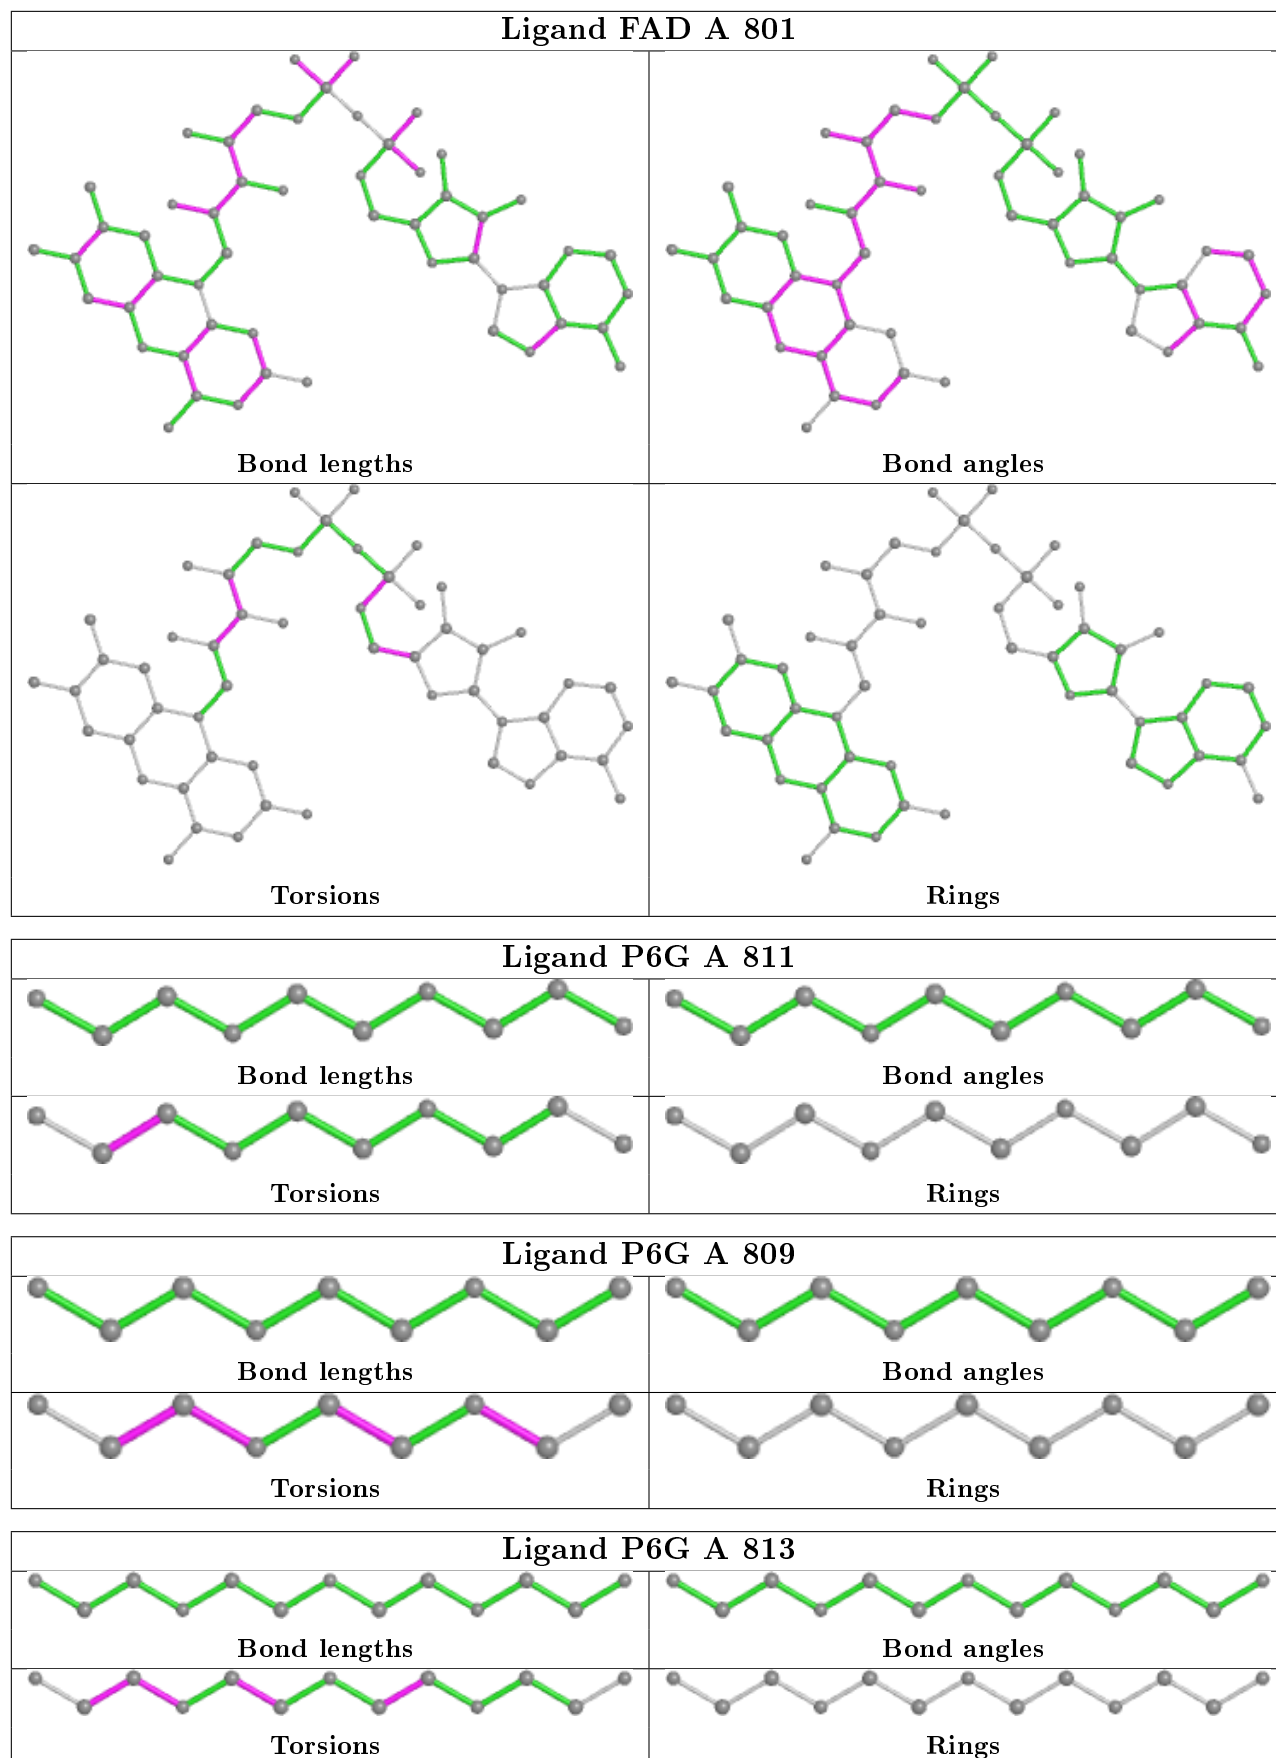 Ligand FAD A 801
Bond lengths
Bond angles
Torsions
Rings
Ligand P6G A 811
Bond lengths
Bond angles
Torsions
Rings
Ligand P6G A 809
Bond lengths
Bond angles
Torsions
Rings
Ligand P6G A 813
Bond lengths
Bond angles
Torsions
Rings